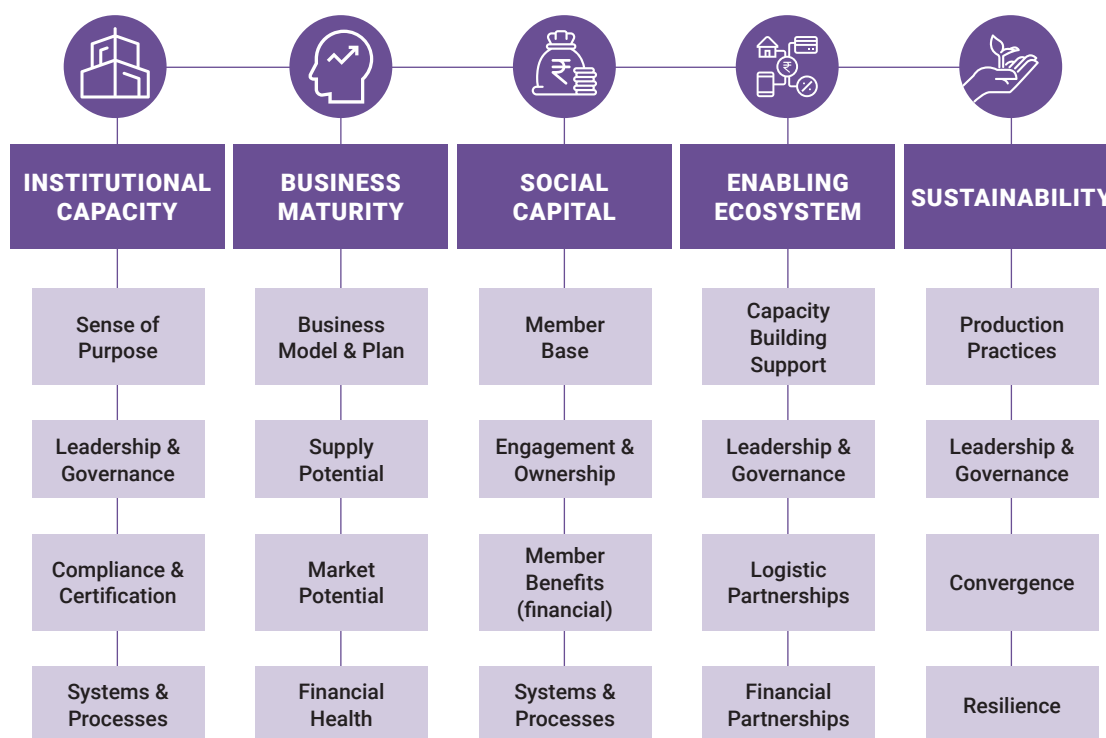 INSTITUTIONAL
CAPACITY
Sense of
Purpose
Leadership &
Governance
Compliance &
Certification
Systems &
Processes
BUSINESS
MATURITY
Business
Model & Plan
Supply
Potential
Market
Potential
Financial
Health
₹
SOCIAL
CAPITAL
Member
Base
Engagement &
Ownership
Member
Benefits
(financial)
Systems &
Processes
₹
ENABLING
ECOSYSTEM
Capacity
Building
Support
Leadership &
Governance
Logistic
Partnerships
Financial
Partnerships
SUSTAINABILITY
Production
Practices
Leadership &
Governance
Convergence
Resilience